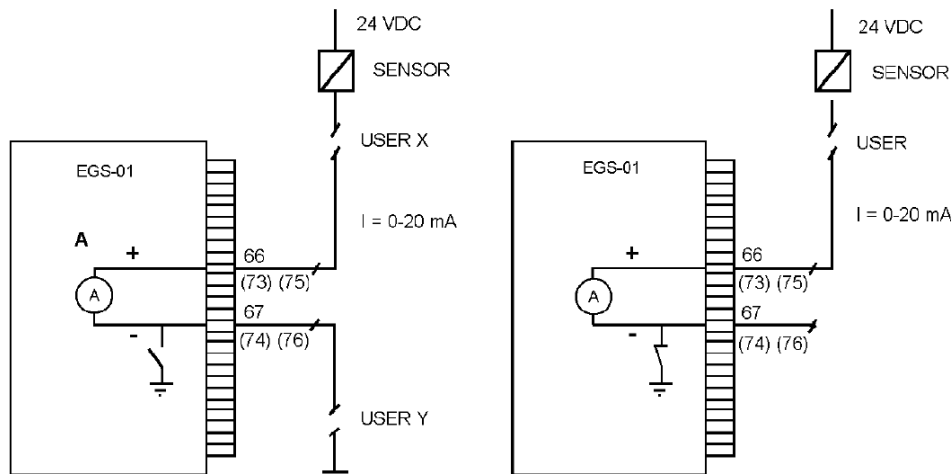 24 VDC
SENSOR
USER X
EGS-01
I = 0-20 mA
A
+
66
(73) (75)
A
67
-
(74) (76)
USER Y
24 VDC
SENSOR
USER
EGS-01
I = 0-20 mA
+
66
(73) (75)
A
67
-
(74) (76)